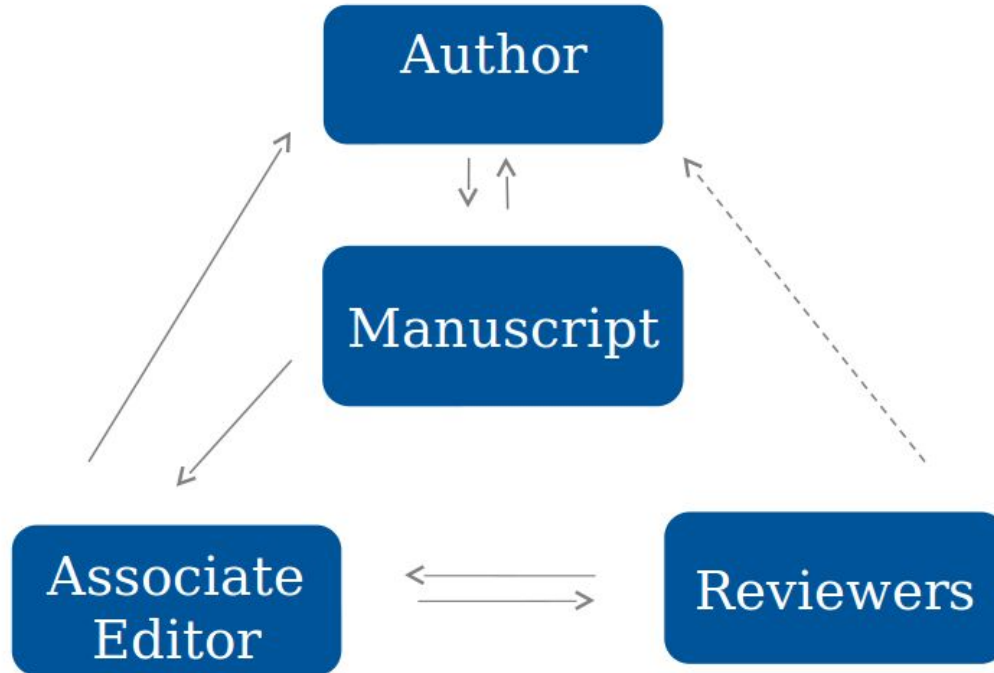 Author
Manuscript
Associate
Editor
Reviewers